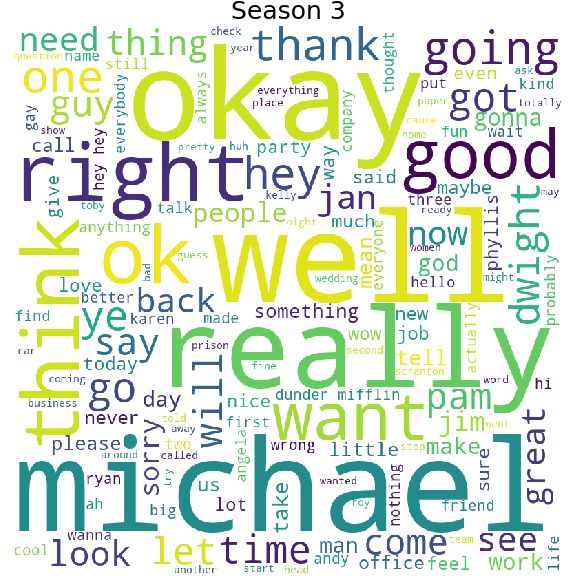 Season 3
need
thing
thank
check
year
question
name
still
thought
going
okay
one
guy
everybody
always
everything
place
company
put
even
ask
kind
totally
got
gonna
paper
cause
home
fun
wait
gay
call
show
pretty
huh
party
way
right
hey hey
hey
said
good
maybe
three
may
kelly
jan
give
toby
talk
people
night
much
ready
anything
now
phyllis
dwight
probably
think
ok
well
bad
guess
mean
everyone
women
god
hello
might
wedding
love
better
back
something
find
ye
karen
made
wow
new
job
actually
car
say
really
today
prison
fine
second
tell
scranton
coming
go
will
nice
dunder mifflin
pam
word
hi
business
day
want
never
sorry
told
away
first
jim
went
great
please
two
angela
wrong
little
make
stop
sure
around
called
michael
ryan
try
us
wanted
nothing
ah
big
lot
take
roy
friend
wanna
team
cool
look
let
time
man
come
see
life
another
start
head
andy
office
feel
work